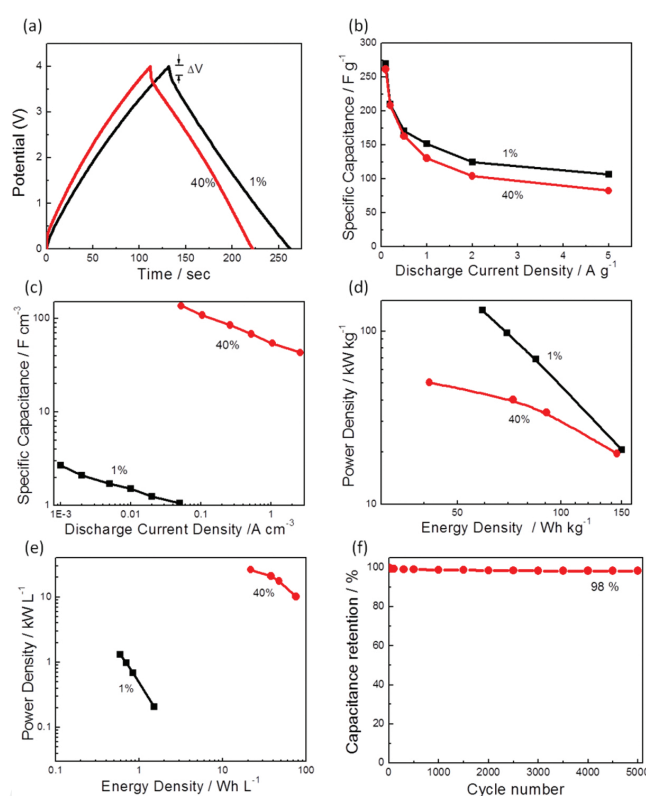 (a)
Potential (V)
4
3
2
1
0
0 50 100 150 200 250
Time / sec
ΔV
40%
1%
(b)
Specific Capacitance / F g⁻¹
300
250
200
150
100
50
0
0 1 2 3 4 5
Discharge Current Density / A g⁻¹
1%
40%
(c)
Specific Capacitance / F cm⁻³
100
10
1
1E-3 0.01 0.1 1
Discharge Current Density /A cm⁻³
40%
1%
(d)
Power Density / kW kg⁻¹
100
10
50 100 150
Energy Density / Wh kg⁻¹
1%
40%
(e)
Power Density / kW L⁻¹
10
1
0.1
0.1 1 10 100
Energy Density / Wh L⁻¹
40%
1%
(f)
Capacitance retention / %
100
80
60
40
20
0
0 1000 2000 3000 4000 5000
Cycle number
98 %